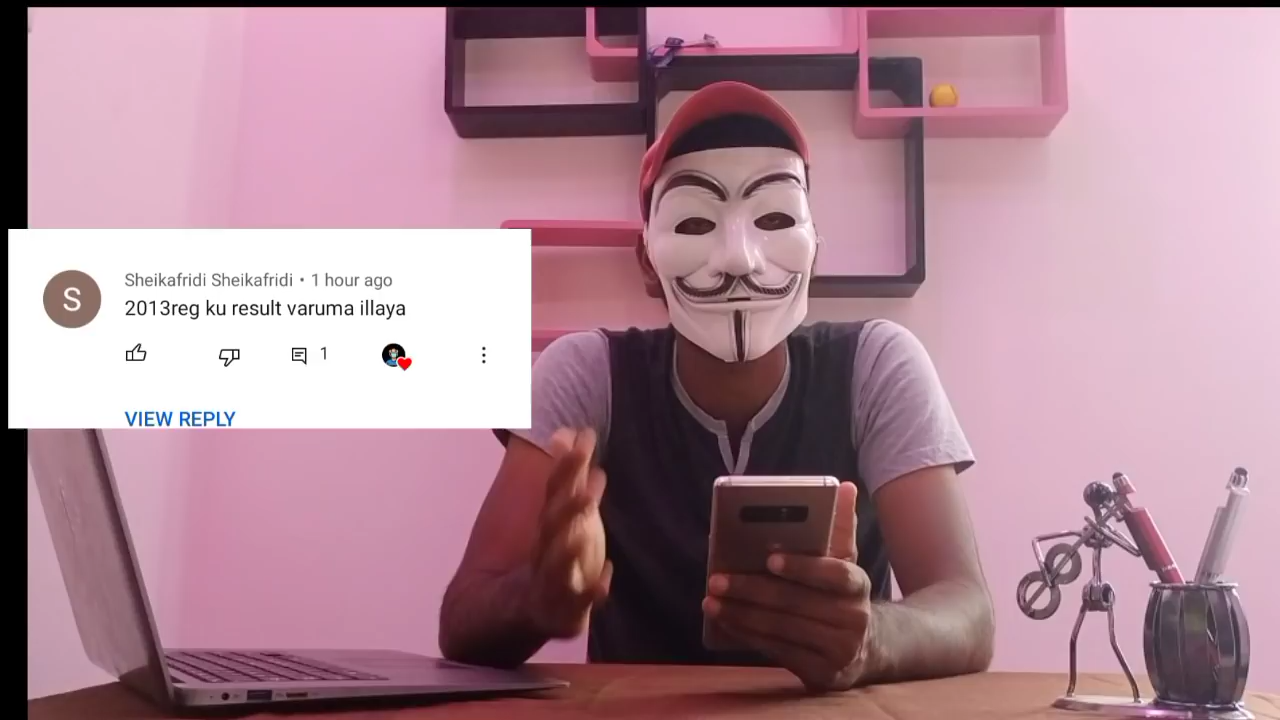 Sheikafridi Sheikafridi • 1 hour ago
S
2013reg ku result varuma illaya
1
VIEW REPLY